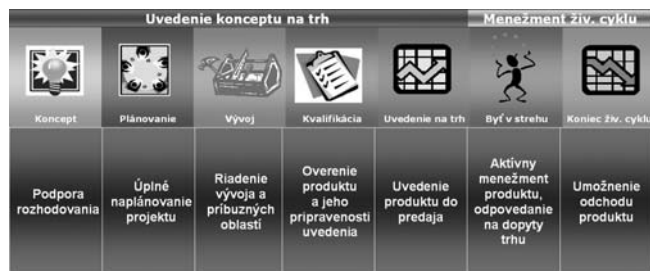 Uvedenie konceptu na trh
Menežment živ. cyklu
Koncept
Plánovanie
Vývoj
Kvalifikácia
Uvedenie na trh
Byť v strehu
Koniec živ. cyklu
Podpora
rozhodovania
Úplné
naplánovanie
projektu
Riadenie
vývoja a
príbuzných
oblastí
Overenie
produktu
a jeho
pripravenosti
uvedenia
Uvedenie
produktu do
predaja
Aktívny
menežment
produktu,
odpovedanie
na dopyty
trhu
Umožnenie
odchodu
produktu